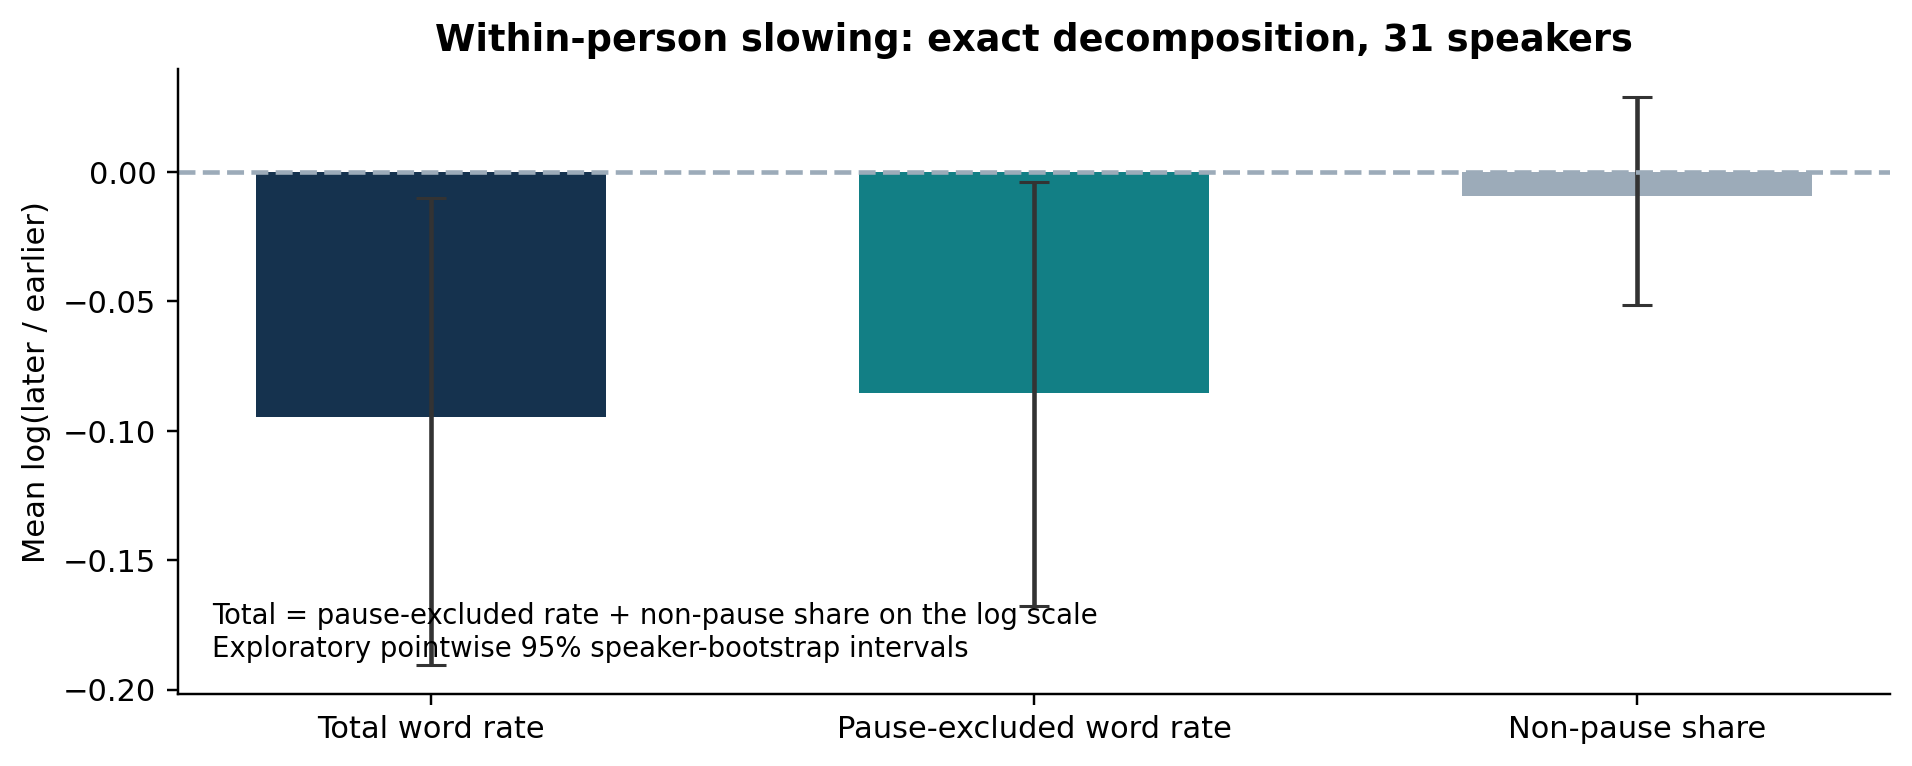 Within-person slowing: exact decomposition, 31 speakers
Mean log(later / earlier)
0.00
−0.05
−0.10
−0.15
−0.20
Total = pause-excluded rate + non-pause share on the log scale
Exploratory pointwise 95% speaker-bootstrap intervals
Total word rate
Pause-excluded word rate
Non-pause share